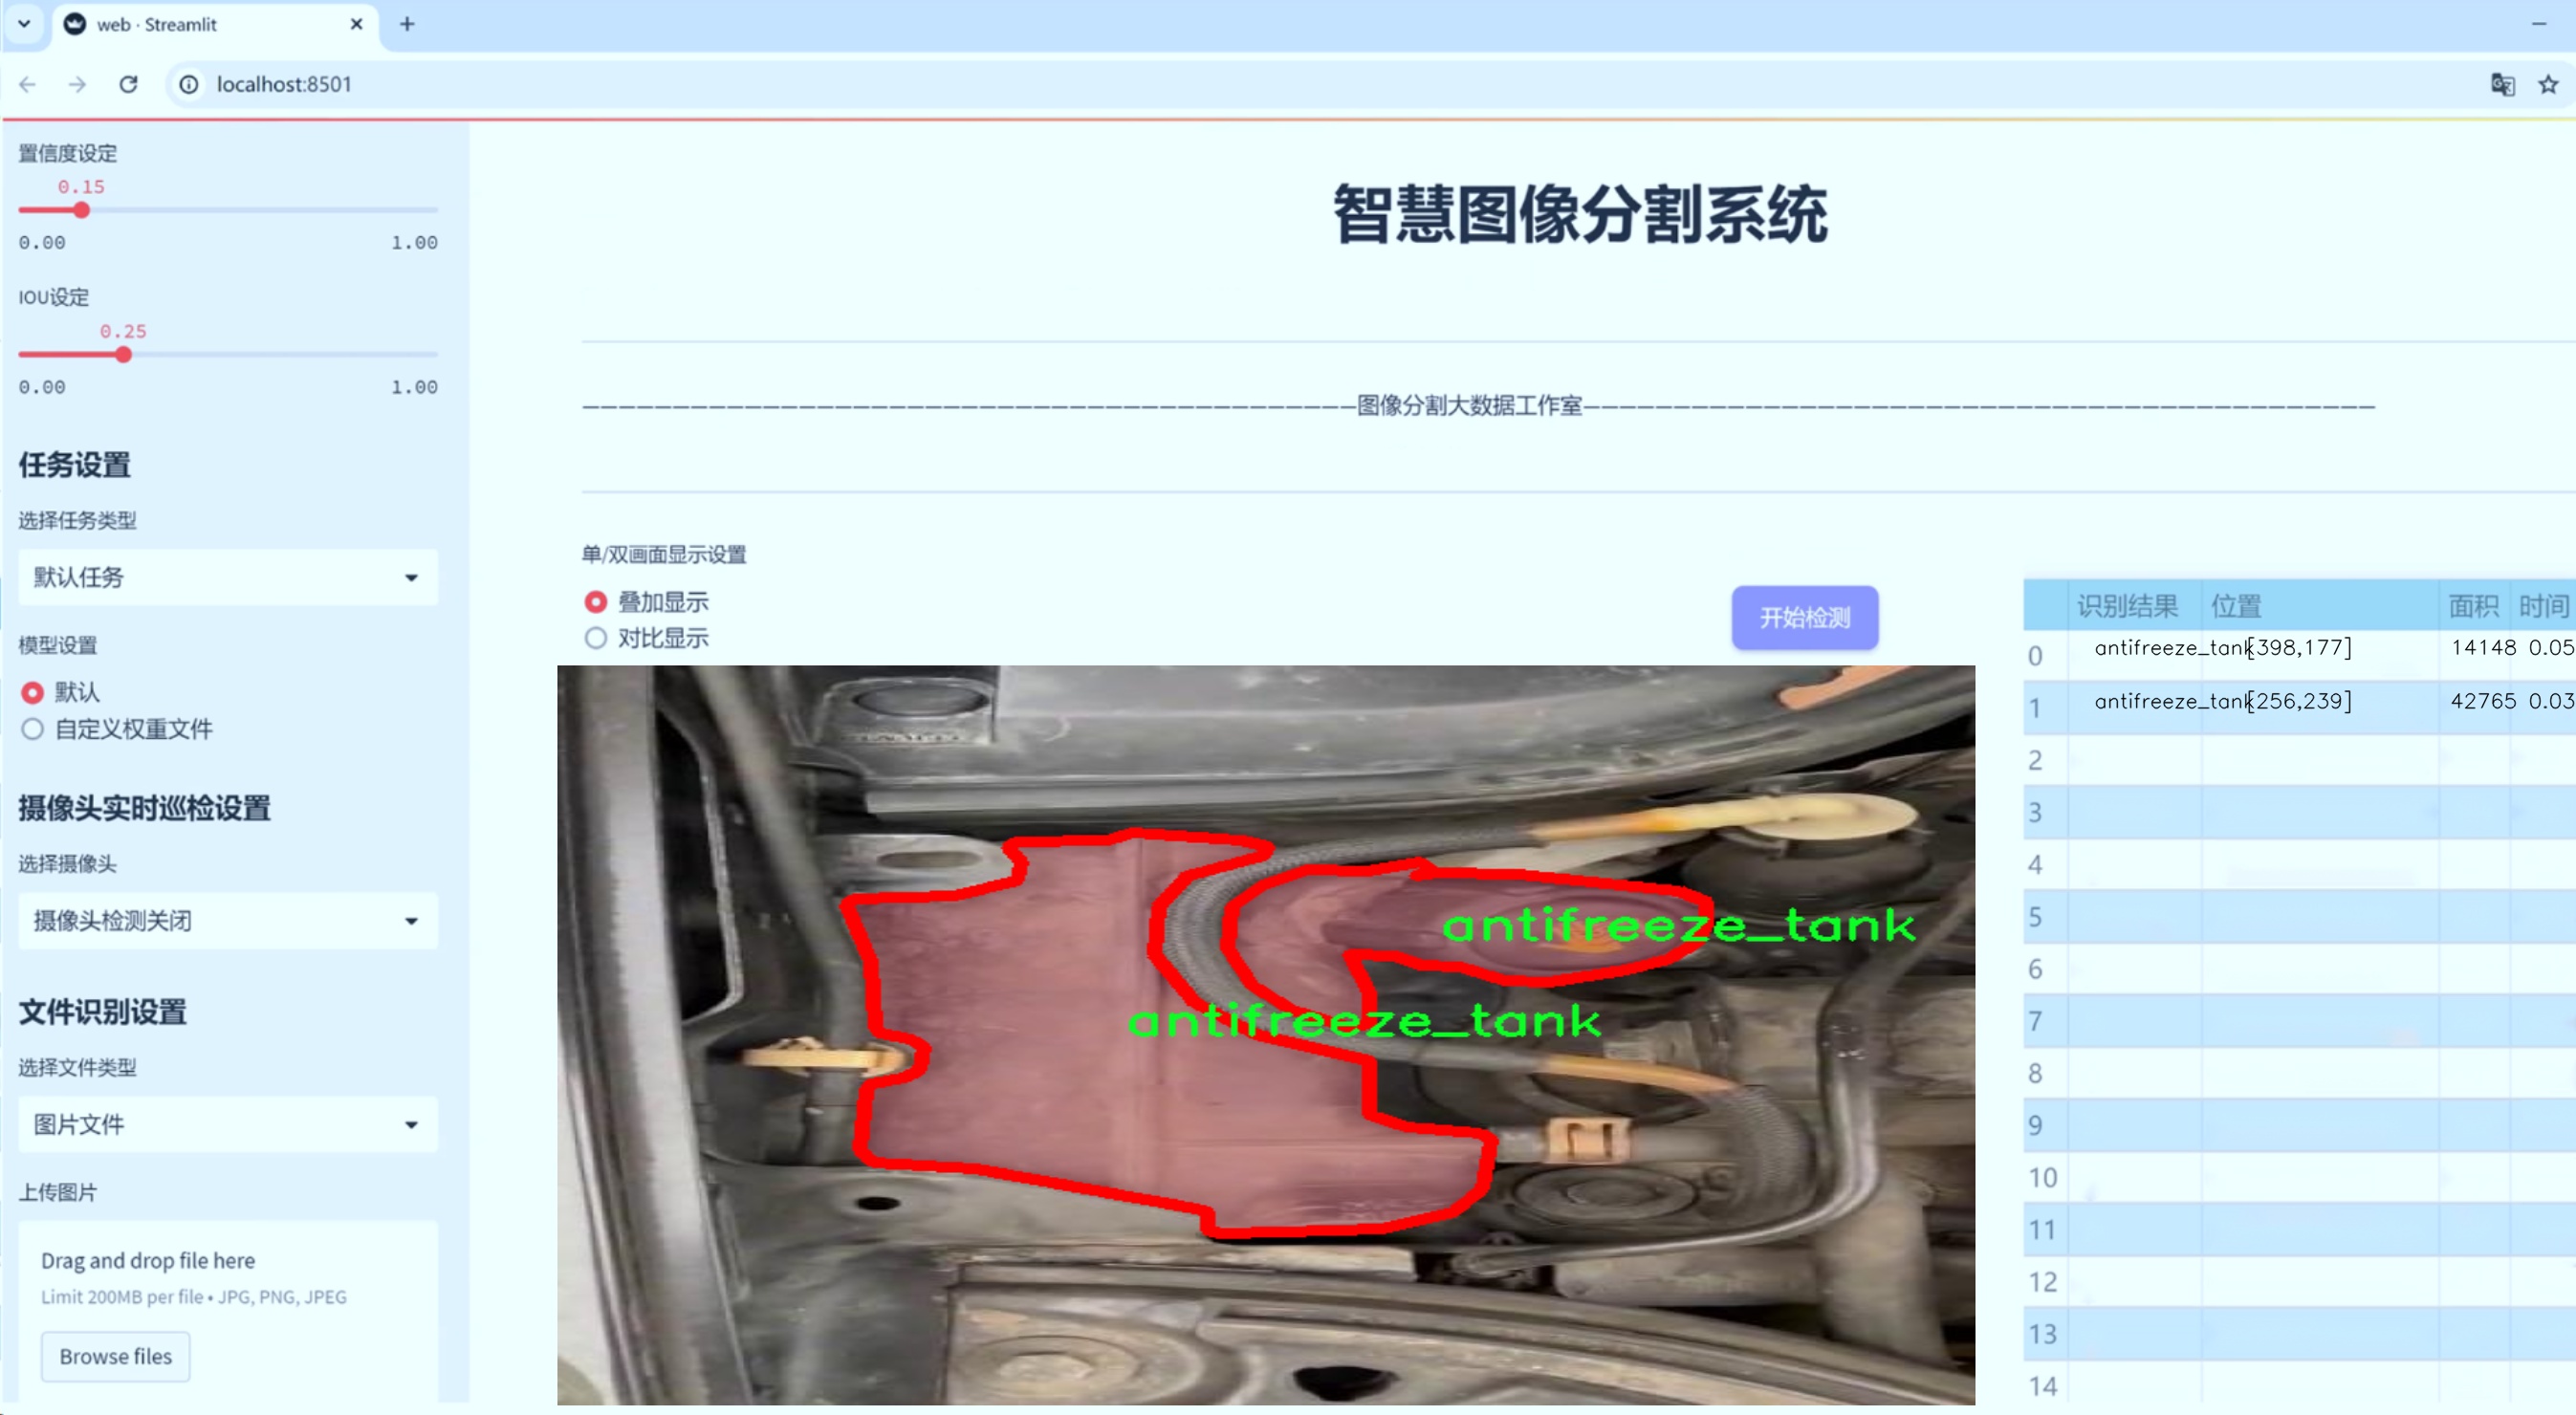 web · Streamlit
localhost:8501
置信度设定
0.15
0.00 1.00
IOU设定
0.25
0.00 1.00
任务设置
选择任务类型
默认任务
模型设置
默认
自定义权重文件
摄像头实时巡检设置
选择摄像头
摄像头检测关闭
文件识别设置
选择文件类型
图片文件
上传图片
Drag and drop file here
Limit 200MB per file • JPG, PNG, JPEG
Browse files
智慧图像分割系统
图像分割大数据工作室
单/双画面显示设置
叠加显示
对比显示
开始检测
antifreeze_tank
antifreeze_tank
识别结果 位置 面积 时间
0 antifreeze_tank [398,177] 14148 0.05
1 antifreeze_tank [256,239] 42765 0.03
2
3
4
5
6
7
8
9
10
11
12
13
14